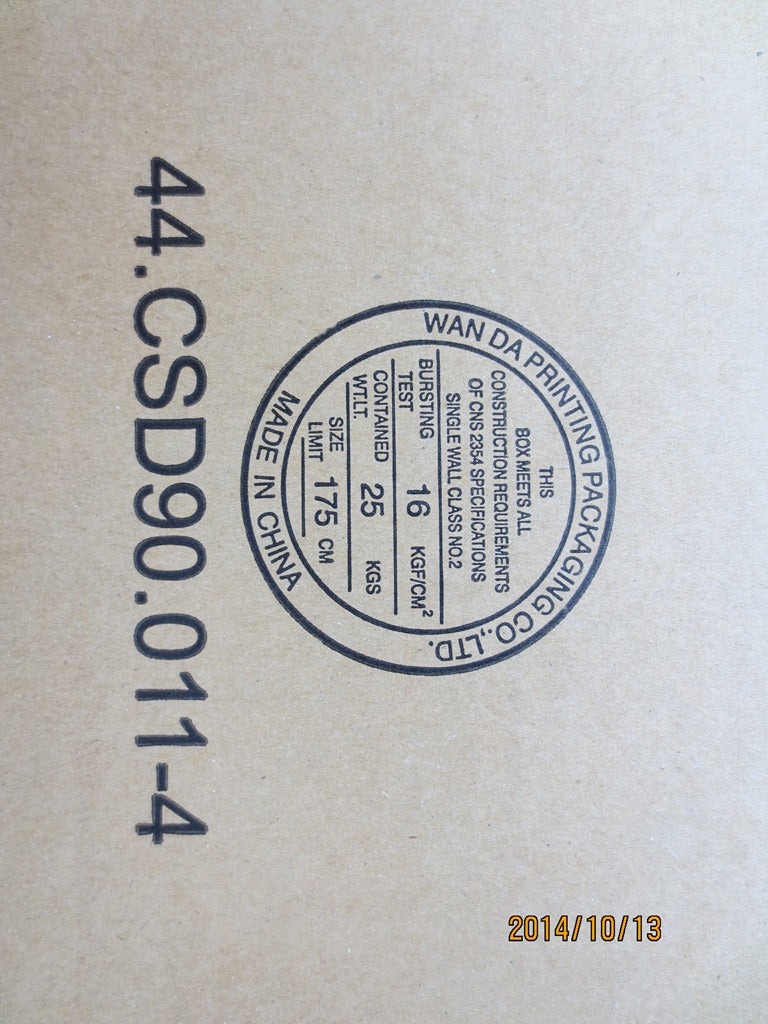 WAN DA PRINTING PACKAGING CO.,LTD.
THIS
BOX MEETS ALL
CONSTRUCTION REQUIREMENTS
OF CNS 2354 SPECIFICATIONS
SINGLE WALL CLASS NO.2
BURSTING TEST 16 KGF/CM²
CONTAINED WT.LT. 25 KGS
SIZE LIMIT 175 CM
MADE IN CHINA
44.CSD90.011-4
2014/10/13